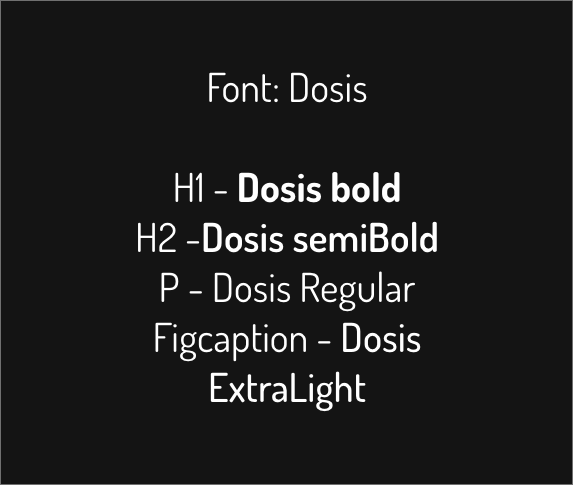 Font: Dosis
H1 - Dosis bold
H2 -Dosis semiBold
P - Dosis Regular
Figcaption - Dosis
ExtraLight